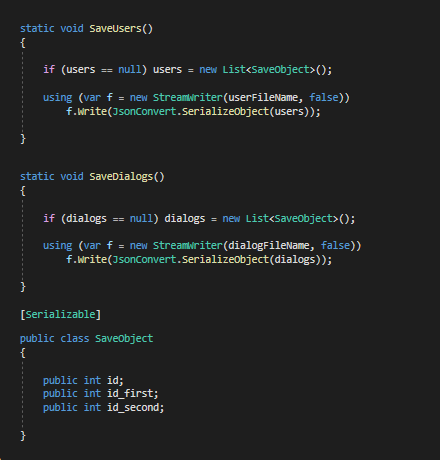 static void SaveUsers()
{
if (users == null) users = new List<SaveObject>();
using (var f = new StreamWriter(userFileName, false))
f.Write(JsonConvert.SerializeObject(users));
}
static void SaveDialogs()
{
if (dialogs == null) dialogs = new List<SaveObject>();
using (var f = new StreamWriter(dialogFileName, false))
f.Write(JsonConvert.SerializeObject(dialogs));
}
[Serializable]
public class SaveObject
{
public int id;
public int id_first;
public int id_second;
}